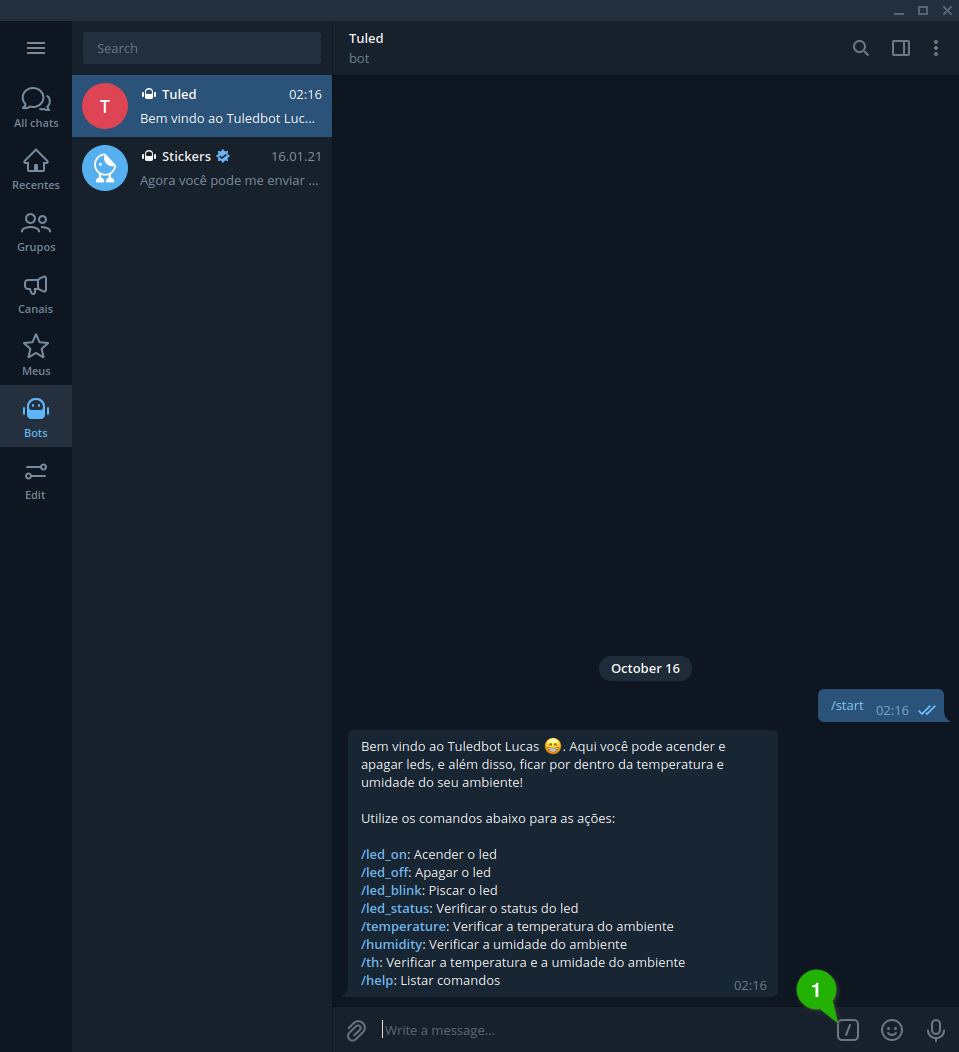 Search
All chats
Recentes
Grupos
Canais
Meus
Bots
Edit
T
Tuled
02:16
Bem vindo ao Tuledbot Luc...
Stickers
16.01.21
Agora você pode me enviar ...
Tuled
bot
October 16
/start
02:16
Bem vindo ao Tuledbot Lucas 😁. Aqui você pode acender e
apagar leds, e além disso, ficar por dentro da temperatura e
umidade do seu ambiente!
Utilize os comandos abaixo para as ações:
/led_on: Acender o led
/led_off: Apagar o led
/led_blink: Piscar o led
/led_status: Verificar o status do led
/temperature: Verificar a temperatura do ambiente
/humidity: Verificar a umidade do ambiente
/th: Verificar a temperatura e a umidade do ambiente
/help: Listar comandos
02:16
1
Write a message...
/